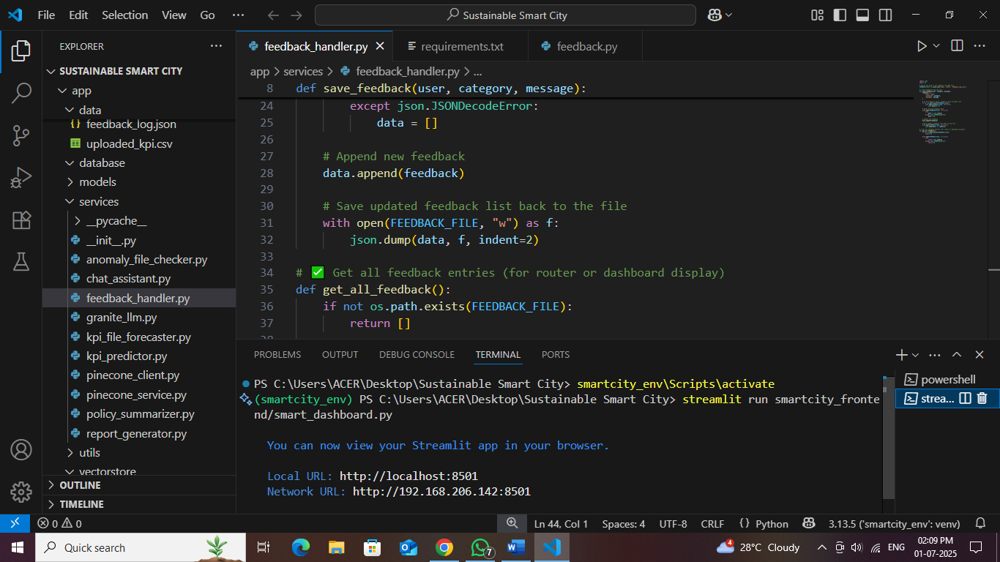 File Edit Selection View Go ··· Sustainable Smart City
EXPLORER ···
SUSTAINABLE SMART CITY
app
data
feedback_log.json
uploaded_kpi.csv
database
models
services
__pycache__
__init__.py
anomaly_file_checker.py
chat_assistant.py
feedback_handler.py
granite_llm.py
kpi_file_forecaster.py
kpi_predictor.py
pinecone_client.py
pinecone_service.py
policy_summarizer.py
report_generator.py
utils
vectorstore
OUTLINE
TIMELINE
feedback_handler.py requirements.txt feedback.py
app > services > feedback_handler.py > ...
8 def save_feedback(user, category, message):
24 except json.JSONDecodeError:
25 data = []
26
27 # Append new feedback
28 data.append(feedback)
29
30 # Save updated feedback list back to the file
31 with open(FEEDBACK_FILE, "w") as f:
32 json.dump(data, f, indent=2)
33
34 # ✅ Get all feedback entries (for router or dashboard display)
35 def get_all_feedback():
36 if not os.path.exists(FEEDBACK_FILE):
37 return []
PROBLEMS OUTPUT DEBUG CONSOLE TERMINAL PORTS
PS C:\Users\ACER\Desktop\Sustainable Smart City> smartcity_env\Scripts\activate
(smartcity_env) PS C:\Users\ACER\Desktop\Sustainable Smart City> streamlit run smartcity_fronte
nd/smart_dashboard.py
You can now view your Streamlit app in your browser.
Local URL: http://localhost:8501
Network URL: http://192.168.206.142:8501
powershell
strea...
0 0 Ln 44, Col 1 Spaces: 4 UTF-8 CRLF {} Python 3.13.5 ('smartcity_env': venv)
Quick search 7 4 28°C Cloudy ENG 02:09 PM
01-07-2025